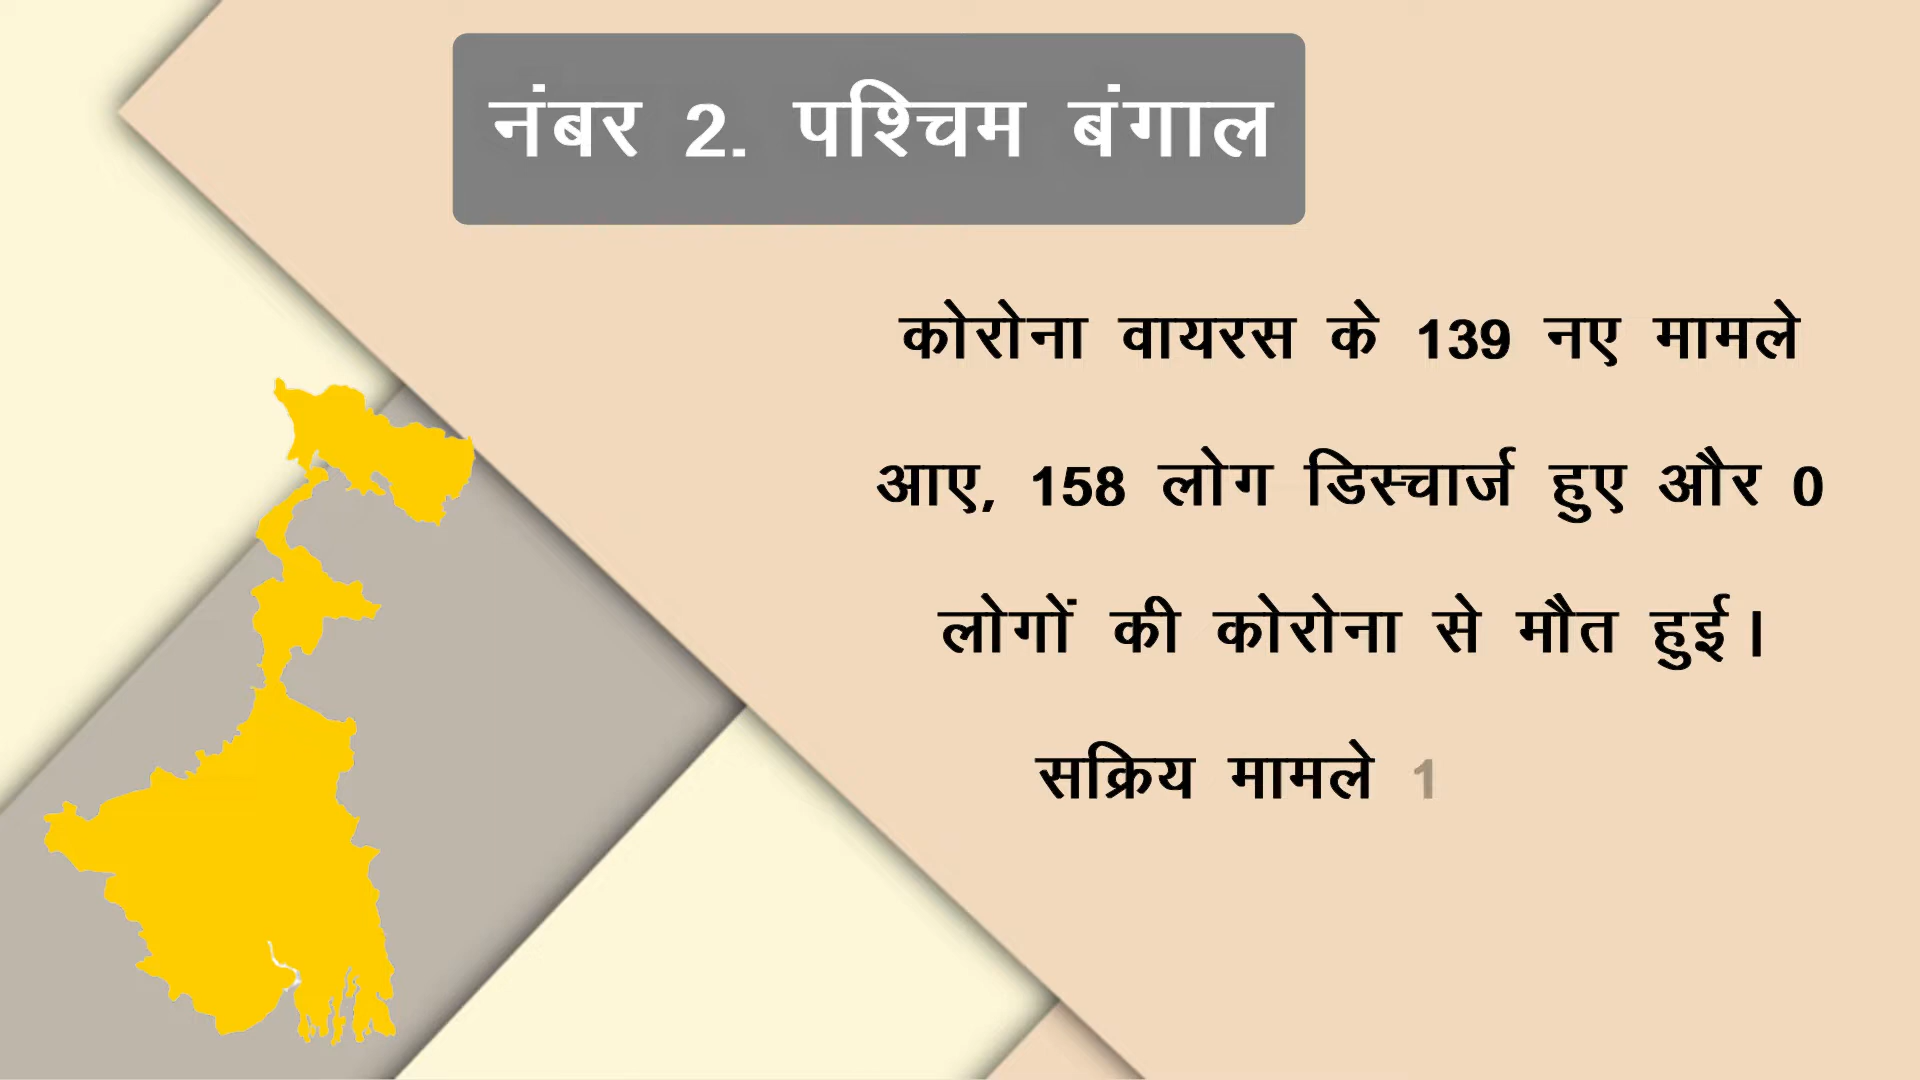 नंबर 2. पश्चिम बंगाल
कोरोना वायरस के 139 नए मामले
आए, 158 लोग डिस्चार्ज हुए और 0
लोगों की कोरोना से मौत हुई।
सक्रिय मामले 1